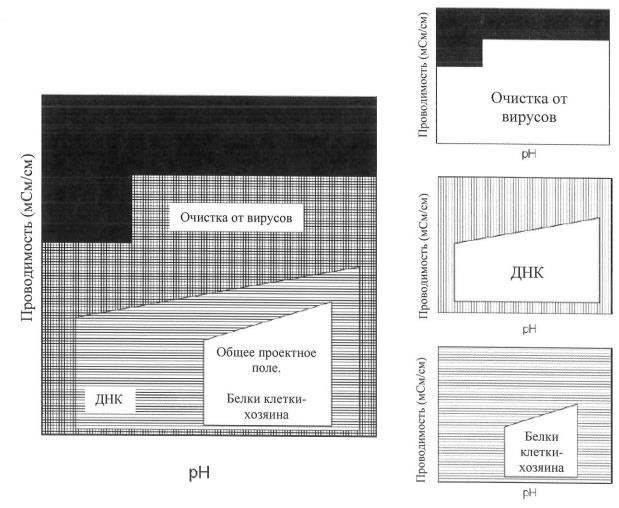 Проводимость (мСм/см)
Очистка от вирусов
Общее проектное
поле.
Белки клетки-
хозяина
ДНК
pH
Проводимость (мСм/см)
Очистка от
вирусов
pH
Проводимость (мСм/см)
ДНК
pH
Проводимость (мСм/см)
Белки
клетки-
хозяина
pH